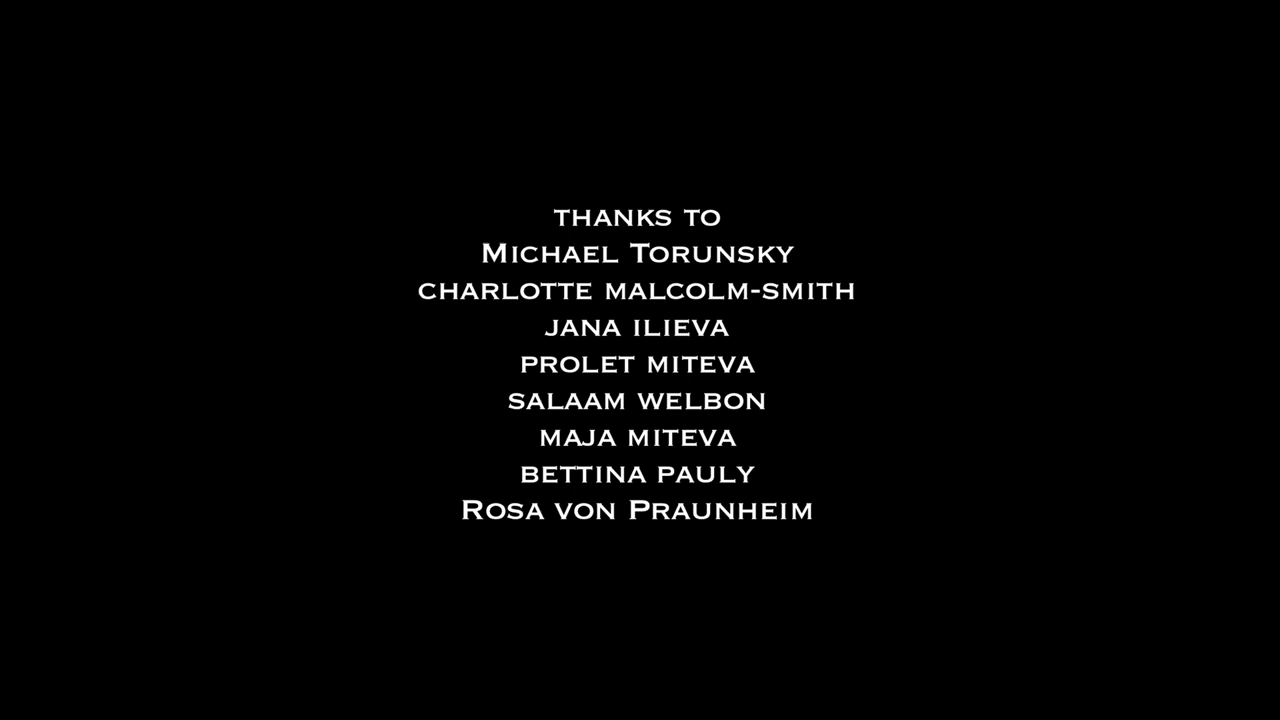 THANKS TO
MICHAEL TORUNSKY
CHARLOTTE MALCOLM-SMITH
JANA ILIEVA
PROLET MITEVA
SALAAM WELBON
MAJA MITEVA
BETTINA PAULY
ROSA VON PRAUNHEIM